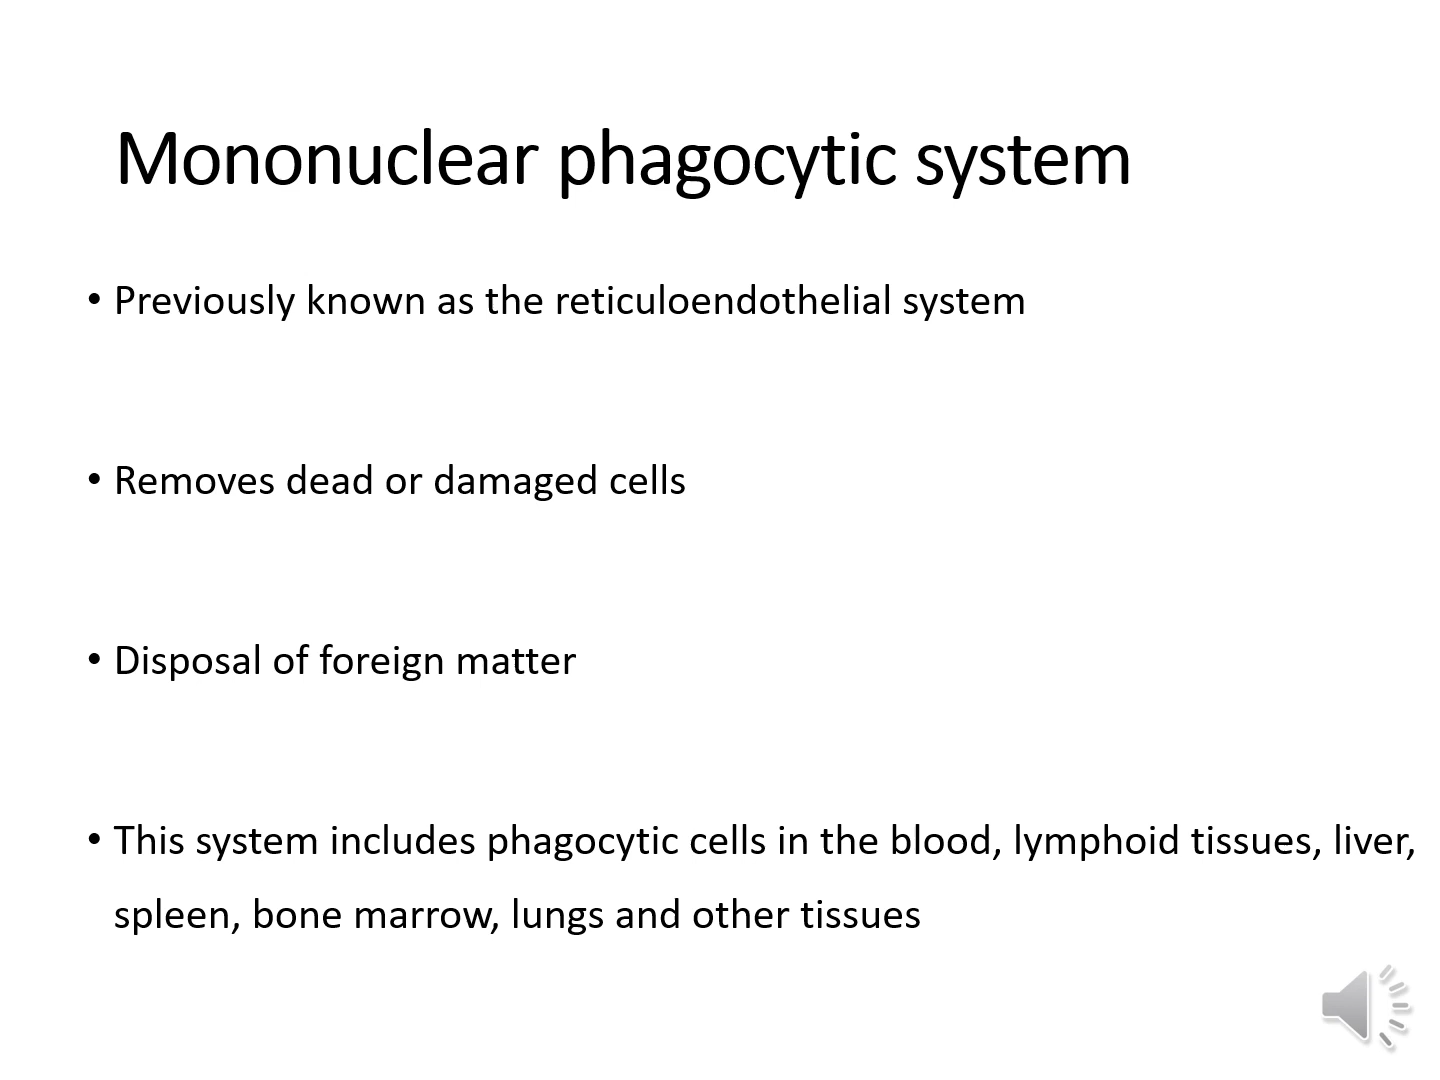 Mononuclear phagocytic system
• Previously known as the reticuloendothelial system
• Removes dead or damaged cells
• Disposal of foreign matter
• This system includes phagocytic cells in the blood, lymphoid tissues, liver,
spleen, bone marrow, lungs and other tissues